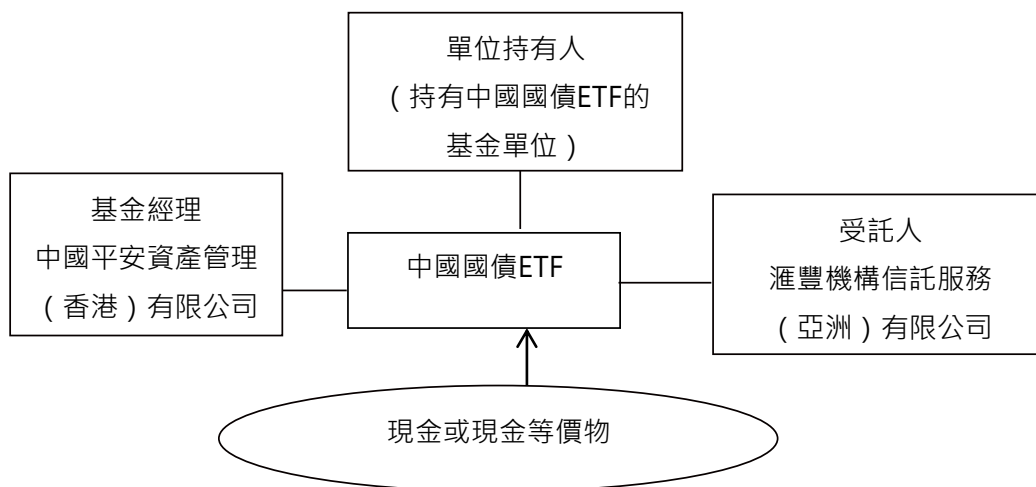 單位持有人
（持有中國國債ETF的
基金單位）
基金經理
中國平安資產管理
（香港）有限公司
中國國債ETF
受託人
滙豐機構信託服務
（亞洲）有限公司
現金或現金等價物